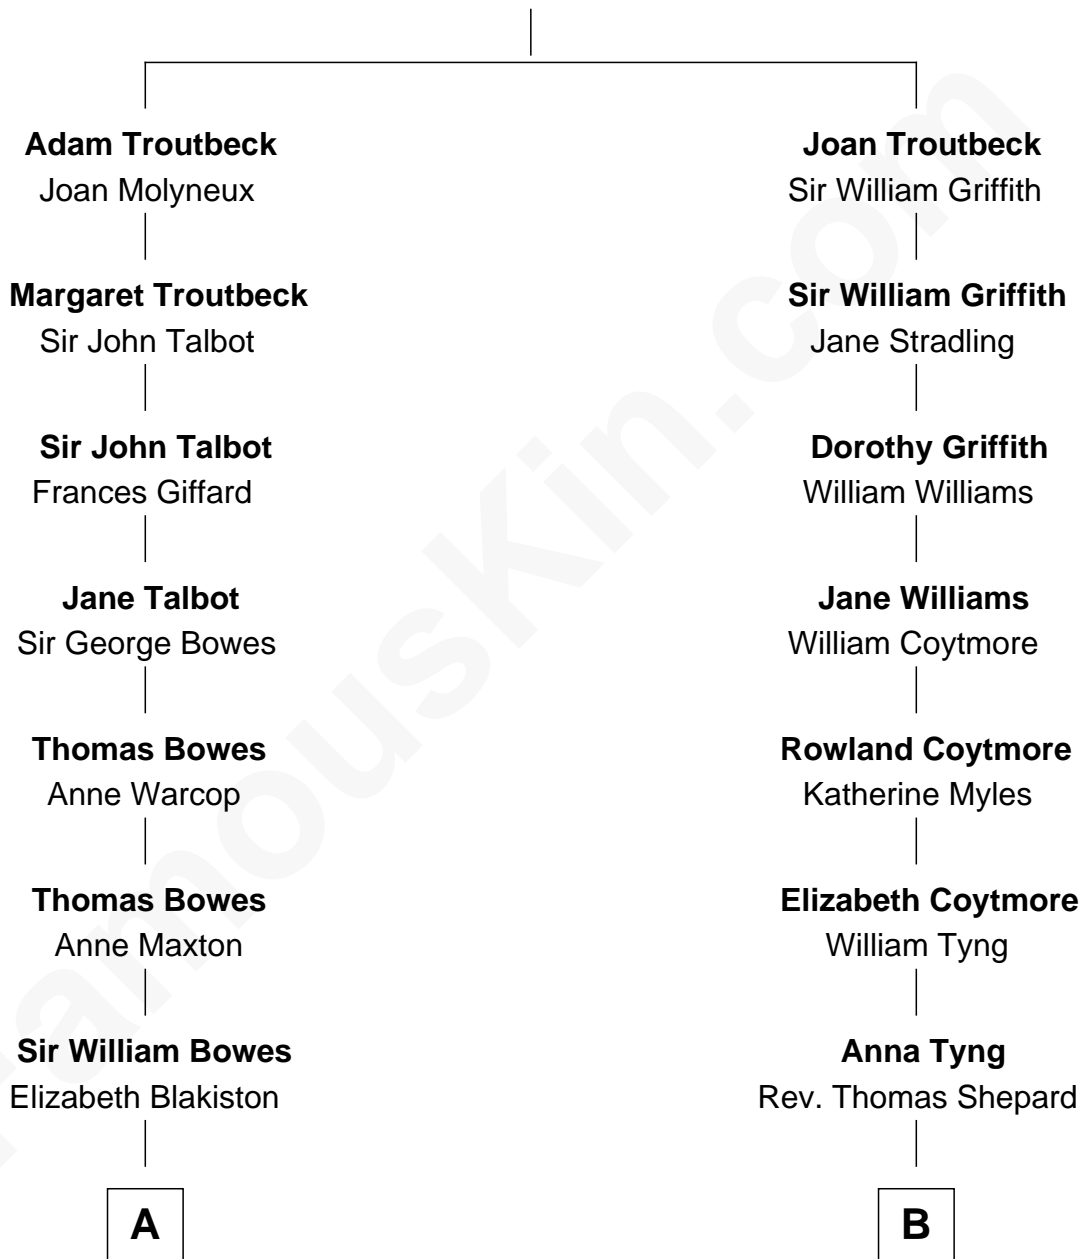 Adam Troutbeck
Joan Molyneux
Margaret Troutbeck
Sir John Talbot
Sir John Talbot
Frances Giffard
Jane Talbot
Sir George Bowes
Thomas Bowes
Anne Warcop
Thomas Bowes
Anne Maxton
Sir William Bowes
Elizabeth Blakiston
A
Joan Troutbeck
Sir William Griffith
Sir William Griffith
Jane Stradling
Dorothy Griffith
William Williams
Jane Williams
William Coytmore
Rowland Coytmore
Katherine Myles
Elizabeth Coytmore
William Tyng
Anna Tyng
Rev. Thomas Shepard
B
FamousKin.com